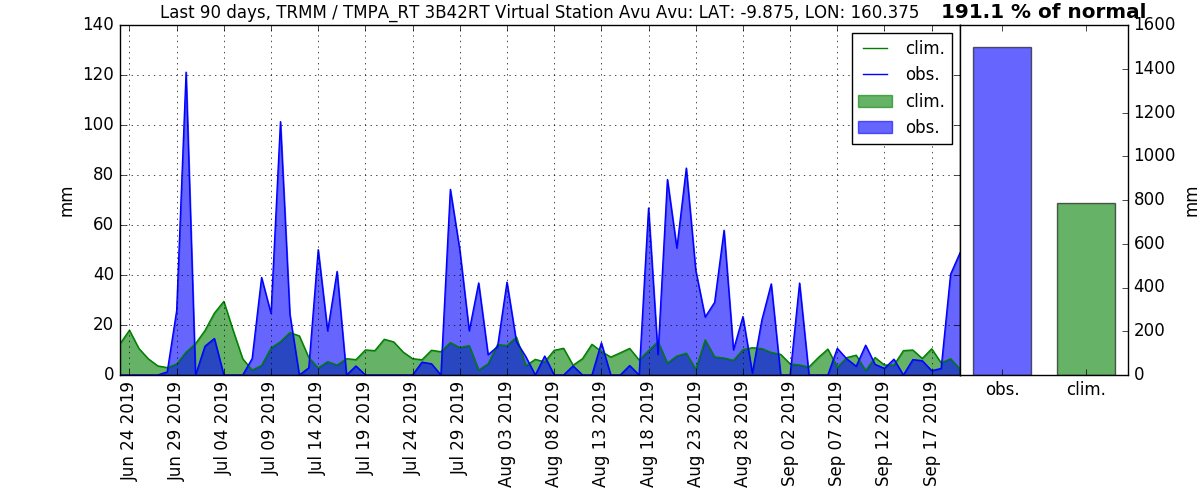 Last 90 days, TRMM / TMPA_RT 3B42RT Virtual Station Avu Avu: LAT: -9.875, LON: 160.375
191.1 % of normal
140
120
100
80
60
40
20
0
mm
clim.
obs.
clim.
obs.
1600
1400
1200
1000
800
600
400
200
0
mm
Jun 24 2019
Jun 29 2019
Jul 04 2019
Jul 09 2019
Jul 14 2019
Jul 19 2019
Jul 24 2019
Jul 29 2019
Aug 03 2019
Aug 08 2019
Aug 13 2019
Aug 18 2019
Aug 23 2019
Aug 28 2019
Sep 02 2019
Sep 07 2019
Sep 12 2019
Sep 17 2019
obs.
clim.